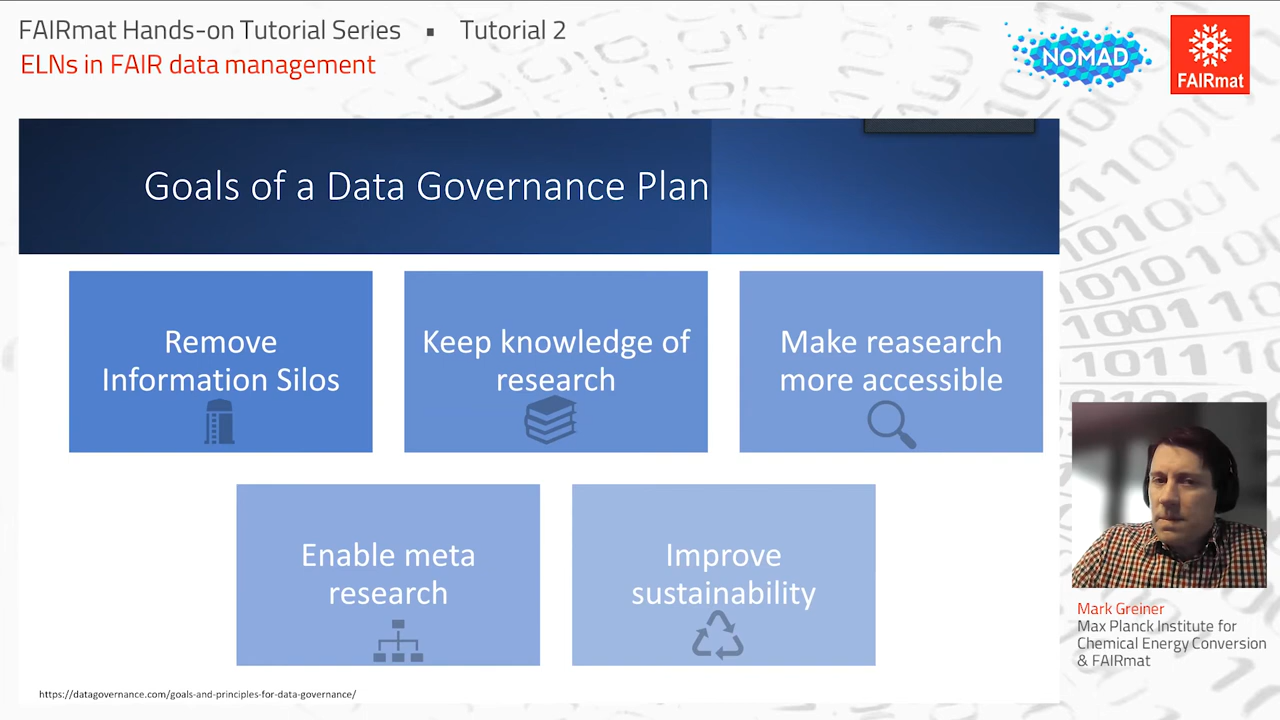 FAIRmat Hands-on Tutorial Series ▪ Tutorial 2
ELNs in FAIR data management
NOMAD
FAIRmat
Goals of a Data Governance Plan
Remove
Information Silos
Keep knowledge of
research
Make reasearch
more accessible
Enable meta
research
Improve
sustainability
https://datagovernance.com/goals-and-principles-for-data-governance/
Mark Greiner
Max Planck Institute for
Chemical Energy Conversion
& FAIRmat